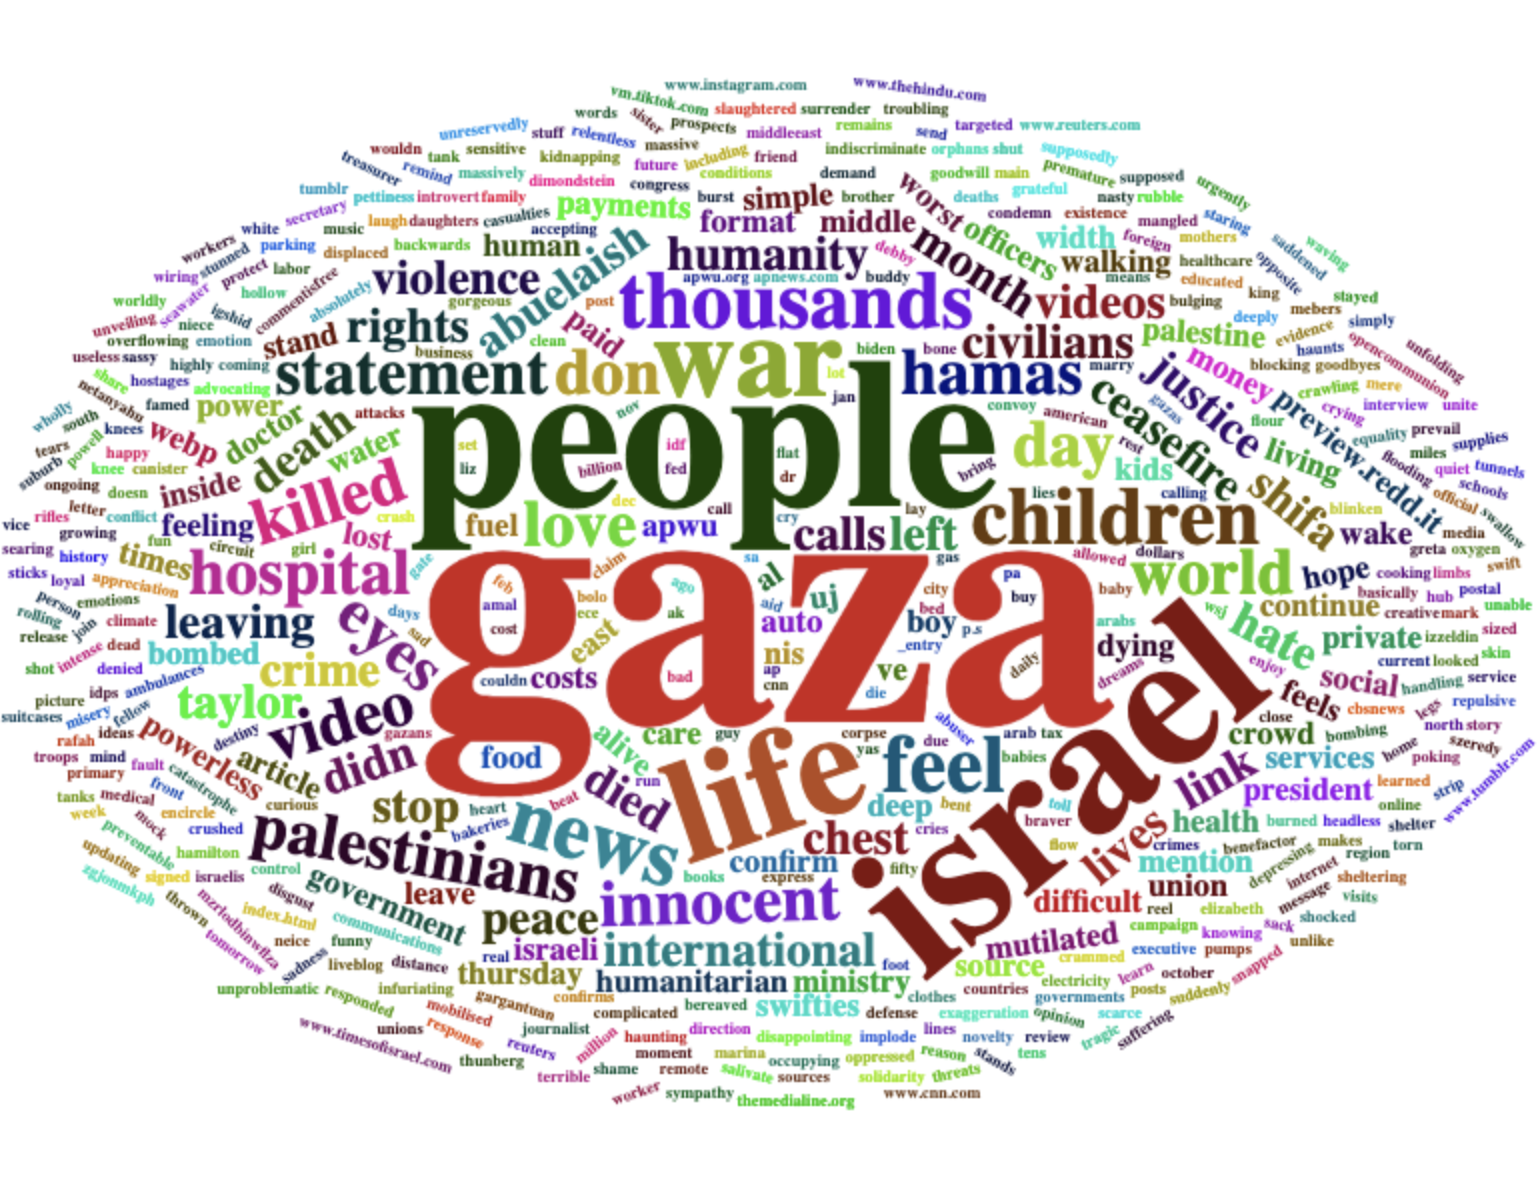 www.instagram.com
www.thehindu.com
vm.tiktok.com
slaughtered surrender troubling
words sister prospects middleeast remains send targeted www.reuters.com
unreservedly stuff relentless massive indiscriminate orphans shut supposedly
wouldn tank sensitive kidnapping future including friend
treasurer remind massively dimondstein conditions demand goodwill main premature supposed urgently
tumblr pettiness introvert family congress burst simple brother worst deaths grateful nasty rubble
secretary laugh daughters casualties payments format middle officers condemn existence mangled staring
white music accepting width foreign mothers
workers stunned parking displaced backwards human abuelaish humanity debby month walking healthcare opposite saddened waving
wiring protect labor violence apwu.org apnews.com buddy means educated
seawater hollow commentisfree absolutely gorgeous post thousands videos bulging king mebers stayed
worldly igshid rights paid civilians palestine deeply evidence simply
unveiling niece stand clean
overflowing emotion business war biden bone marry money haunts opencommunion unfolding
useless sassy highly coming statement don lot hamas justice blocking goodbyes
share hostages advocating people jan ceasefire gazas crawling mere
netanyahu famed power attacks nov convoy american flour preview.redd.it crying interview unite
wholly south knees webp doctor death water set idf flat day rest living equality prevail
tears powell happy killed liz billion fed dr bring kids shifa miles supplies
suburb knee canister inside dec lies calling flooding quiet tunnels
ongoing doesn crash call lay children blinken official schools
letter conflict feeling fuel love apwu cry calls left wake media swallow
vice rifles growing fun circuit lost
searing history times girl gate claim sa gas allowed dollars greta oxygen
sticks loyal appreciation hospital feb ago al gaza pa world hope cooking limbs swift
person emotions amal bolo aid uj city buy baby wsj continue basically hub postal
rolling join climate leaving eyes days ece ak auto bed boy p.s arabs hate creative mark unable
release dead sad cost east _entry dying private izzeldin sized
shot intense bombed nis ve daily enjoy current looked skin
denied crime couldn costs bad ap cnn die dreams israel social handling service
picture idps ambulances taylor feels cbsnews legs repulsive
suitcases misery fellow video gazans care guy corpse abuser arab tax close crowd north story
rafah ideas powerless destiny didn food alive yas due babies bombing szeredy
troops mind fault article run life feel link services home poking www.tumblr.com
primary front catastrophe died president learned strip
tanks medical encircle curious stop heart beat deep bent toll online
week mock crushed bakeries news chest cries braver lives health burned headless shelter
preventable palestinians flow crimes benefactor makes torn
updating hamilton confirm mention depressing region
signed israelis control books express fifty internet sheltering
zgjonmkph government leave innocent difficult union message visits
thrown mzrlodbinwfiza disgust reel elizabeth sack shocked
index.html communications peace campaign knowing
tomorrow neice funny real israeli international mutilated executive pumps unlike
sadness liveblog distance thursday foot source crammed snapped
unproblematic responded infuriating humanitarian ministry electricity learn october
gargantuan confirms clothes countries governments posts suddenly
mobilised complicated bereaved swifties defense exaggeration opinion scarce
www.timesofisrael.com unions response journalist haunting direction disappointing implode lines novelty review tragic suffering
reuters million moment marina occupying oppressed reason stands tens
thunberg shame remote salivate sources solidarity threats
terrible worker sympathy themedialine.org www.cnn.com